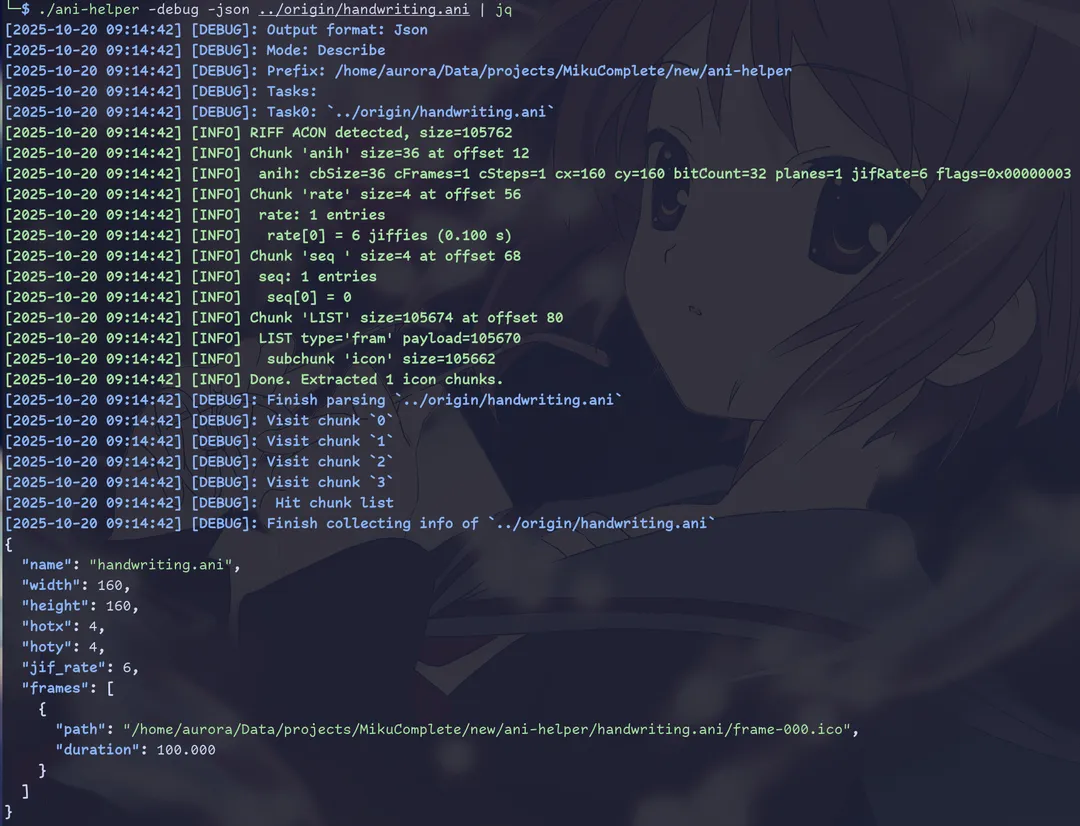 └─$ ./ani-helper -debug -json ../origin/handwriting.ani | jq
[2025-10-20 09:14:42] [DEBUG]: Output format: Json
[2025-10-20 09:14:42] [DEBUG]: Mode: Describe
[2025-10-20 09:14:42] [DEBUG]: Prefix: /home/aurora/Data/projects/MikuComplete/new/ani-helper
[2025-10-20 09:14:42] [DEBUG]: Tasks:
[2025-10-20 09:14:42] [DEBUG]: Task0: `../origin/handwriting.ani`
[2025-10-20 09:14:42] [INFO] RIFF ACON detected, size=105762
[2025-10-20 09:14:42] [INFO] Chunk 'anih' size=36 at offset 12
[2025-10-20 09:14:42] [INFO]  anih: cbSize=36 cFrames=1 cSteps=1 cx=160 cy=160 bitCount=32 planes=1 jifRate=6 flags=0x00000003
[2025-10-20 09:14:42] [INFO] Chunk 'rate' size=4 at offset 56
[2025-10-20 09:14:42] [INFO]  rate: 1 entries
[2025-10-20 09:14:42] [INFO]   rate[0] = 6 jiffies (0.100 s)
[2025-10-20 09:14:42] [INFO] Chunk 'seq ' size=4 at offset 68
[2025-10-20 09:14:42] [INFO]  seq: 1 entries
[2025-10-20 09:14:42] [INFO]   seq[0] = 0
[2025-10-20 09:14:42] [INFO] Chunk 'LIST' size=105674 at offset 80
[2025-10-20 09:14:42] [INFO]  LIST type='fram' payload=105670
[2025-10-20 09:14:42] [INFO]   subchunk 'icon' size=105662
[2025-10-20 09:14:42] [INFO] Done. Extracted 1 icon chunks.
[2025-10-20 09:14:42] [DEBUG]: Finish parsing `../origin/handwriting.ani`
[2025-10-20 09:14:42] [DEBUG]: Visit chunk `0`
[2025-10-20 09:14:42] [DEBUG]: Visit chunk `1`
[2025-10-20 09:14:42] [DEBUG]: Visit chunk `2`
[2025-10-20 09:14:42] [DEBUG]: Visit chunk `3`
[2025-10-20 09:14:42] [DEBUG]:  Hit chunk list
[2025-10-20 09:14:42] [DEBUG]: Finish collecting info of `../origin/handwriting.ani`
{
  "name": "handwriting.ani",
  "width": 160,
  "height": 160,
  "hotx": 4,
  "hoty": 4,
  "jif_rate": 6,
  "frames": [
    {
      "path": "/home/aurora/Data/projects/MikuComplete/new/ani-helper/handwriting.ani/frame-000.ico",
      "duration": 100.000
    }
  ]
}